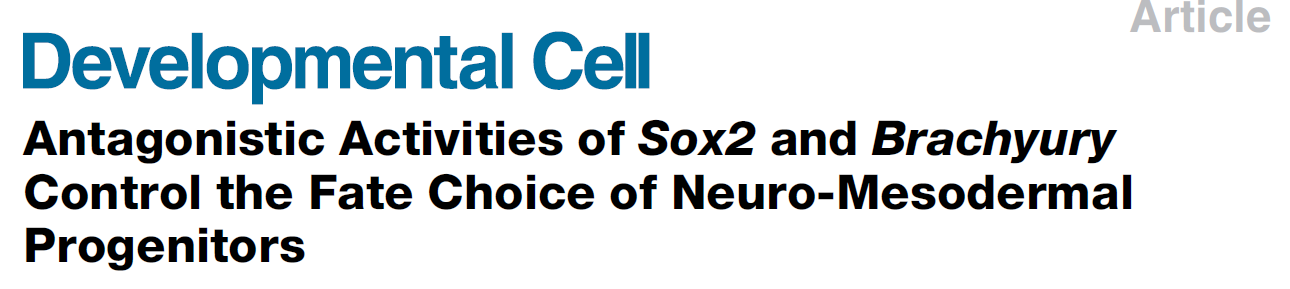 Article
Developmental Cell
Antagonistic Activities of Sox2 and Brachyury
Control the Fate Choice of Neuro-Mesodermal
Progenitors